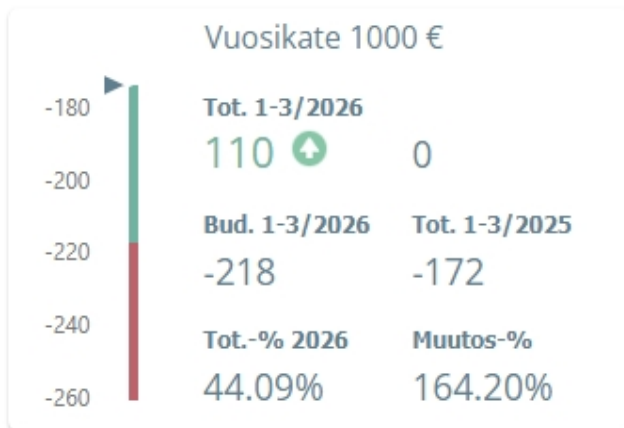 Vuosikate 1000 €
-180
-200
-220
-240
-260
Tot. 1-3/2026
110 0
Bud. 1-3/2026 Tot. 1-3/2025
-218 -172
Tot.-% 2026 Muutos-%
44.09% 164.20%